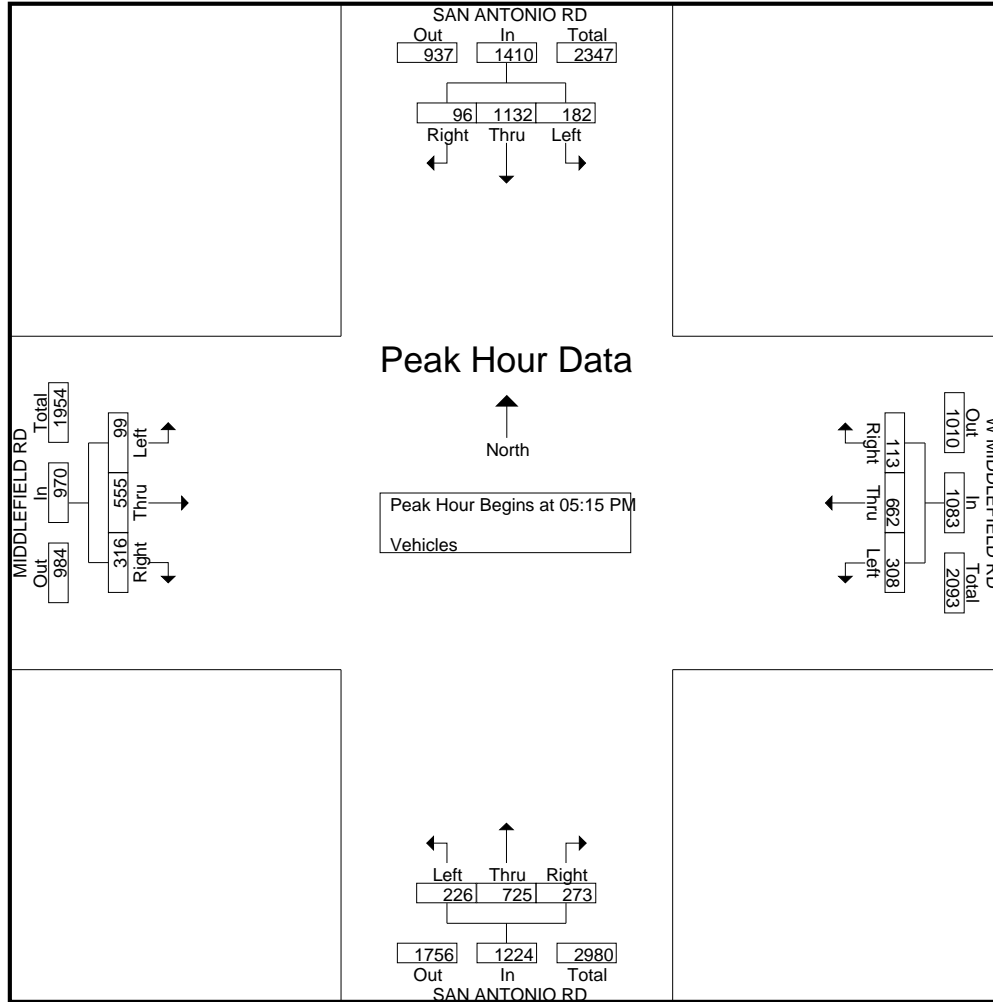 SAN ANTONIO RD
Out In Total
937 1410 2347
96 1132 182
Right Thru Left
Peak Hour Data
North
Peak Hour Begins at 05:15 PM
Vehicles
MIDDLEFIELD RD
Out In Total
984 970 1954
316 555 99
Right Thru Left
W MIDDLEFIELD RD
Out In Total
1010 1083 2093
113 662 308
Right Thru Left
Left Thru Right
226 725 273
1756 1224 2980
Out In Total
SAN ANTONIO RD